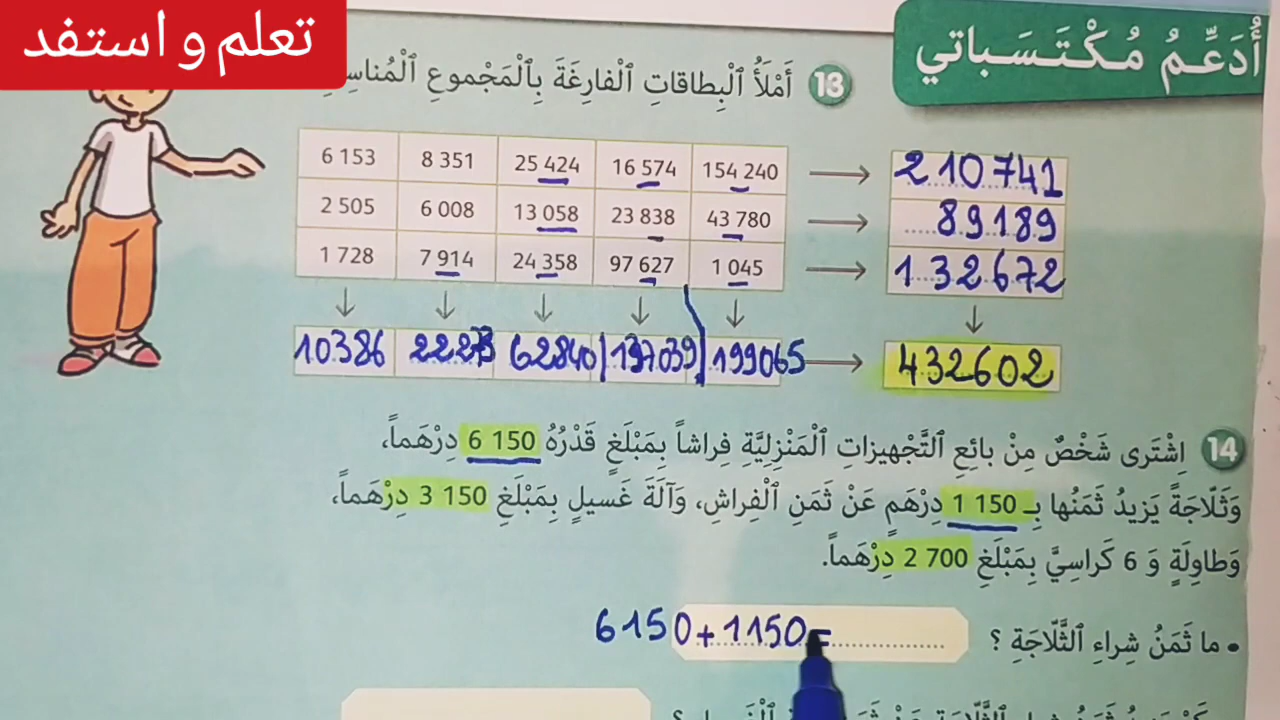 تعلم و استفد
أُدَعِّمُ مُكْتَسَباتي
13 أَمْلَأُ ٱلْبِطاقاتِ ٱلْفارِغَةَ بِٱلْمَجْموعِ ٱلْمُناسِ
6 153 8 351 25 424 16 574 154 240 → 210741
2 505 6 008 13 058 23 838 43 780 → 89189
1 728 7 914 24 358 97 627 1 045 → 132672
↓ ↓ ↓ ↓ ↓ ↓
10386 22273 62840 137039 199065 → 432602
14 اِشْتَرى شَخْصٌ مِنْ بائِعِ ٱلتَّجْهيزاتِ ٱلْمَنْزِلِيَّةِ فِراشاً بِمَبْلَغٍ قَدْرُهُ 6 150 دِرْهَماً،
وَثَلّاجَةً يَزيدُ ثَمَنُها بِـ 1 150 دِرْهَمٍ عَنْ ثَمَنِ ٱلْفِراشِ، وَآلَةَ غَسيلٍ بِمَبْلَغِ 3 150 دِرْهَماً،
وَطاوِلَةٍ وَ 6 كَراسِيَّ بِمَبْلَغِ 2 700 دِرْهَماً.
• ما ثَمَنُ شِراءِ ٱلثَّلّاجَةِ ؟ 6150+1150=